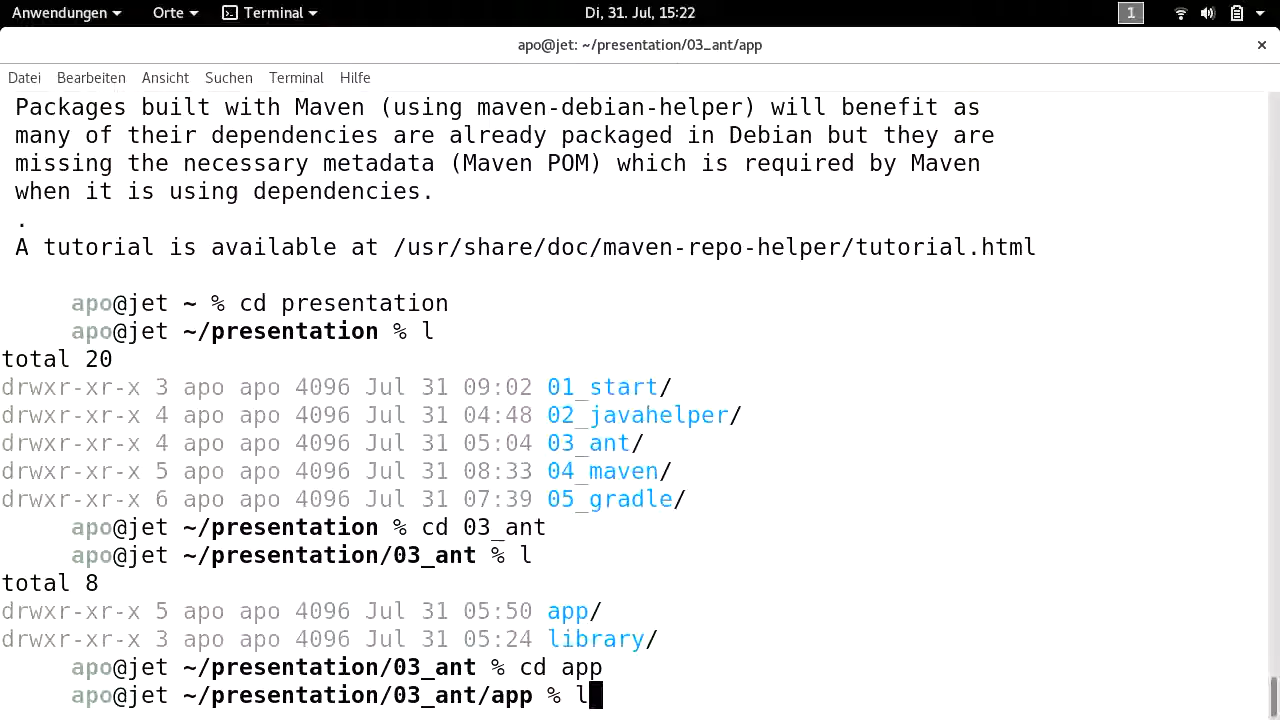 Anwendungen Orte Terminal Di, 31. Jul, 15:22 1
apo@jet: ~/presentation/03_ant/app ×
Datei Bearbeiten Ansicht Suchen Terminal Hilfe
Packages built with Maven (using maven-debian-helper) will benefit as
many of their dependencies are already packaged in Debian but they are
missing the necessary metadata (Maven POM) which is required by Maven
when it is using dependencies.
.
A tutorial is available at /usr/share/doc/maven-repo-helper/tutorial.html
apo@jet ~ % cd presentation
apo@jet ~/presentation % l
total 20
drwxr-xr-x 3 apo apo 4096 Jul 31 09:02 01_start/
drwxr-xr-x 4 apo apo 4096 Jul 31 04:48 02_javahelper/
drwxr-xr-x 4 apo apo 4096 Jul 31 05:04 03_ant/
drwxr-xr-x 5 apo apo 4096 Jul 31 08:33 04_maven/
drwxr-xr-x 6 apo apo 4096 Jul 31 07:39 05_gradle/
apo@jet ~/presentation % cd 03_ant
apo@jet ~/presentation/03_ant % l
total 8
drwxr-xr-x 5 apo apo 4096 Jul 31 05:50 app/
drwxr-xr-x 3 apo apo 4096 Jul 31 05:24 library/
apo@jet ~/presentation/03_ant % cd app
apo@jet ~/presentation/03_ant/app % l